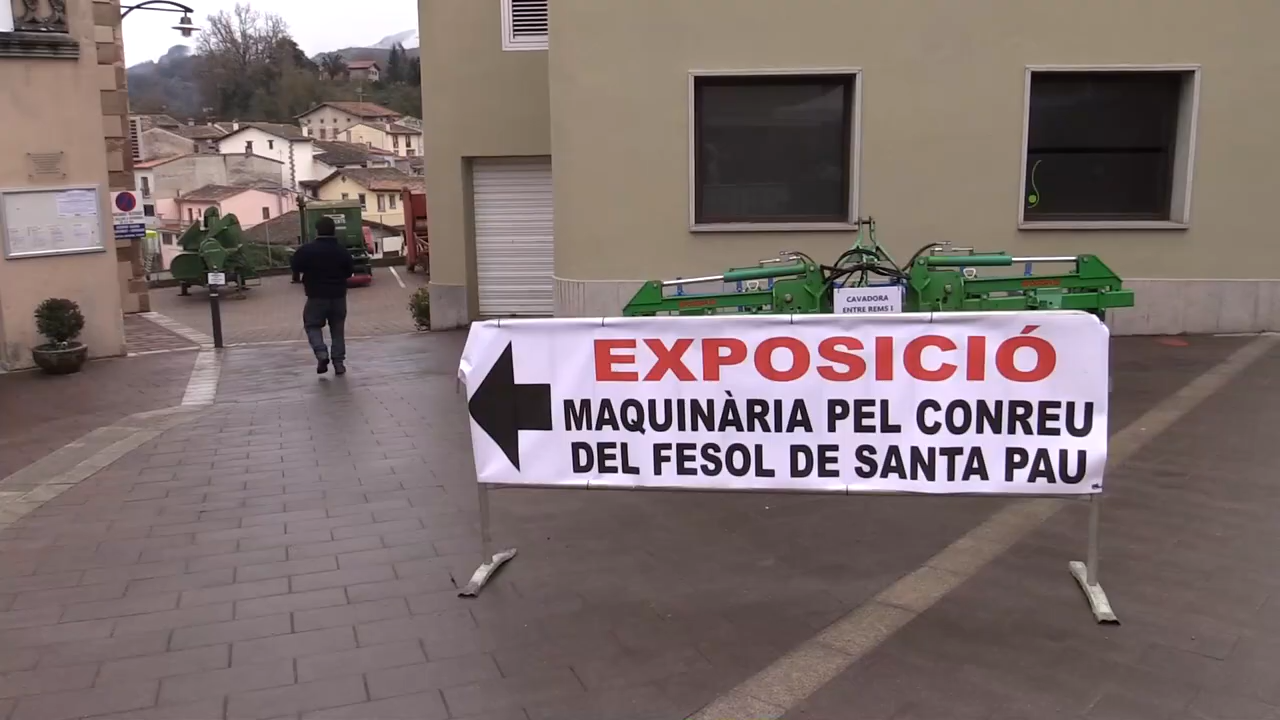 CAVADORA
ENTRE REMS I
EXPOSICIÓ
MAQUINÀRIA PEL CONREU
DEL FESOL DE SANTA PAU